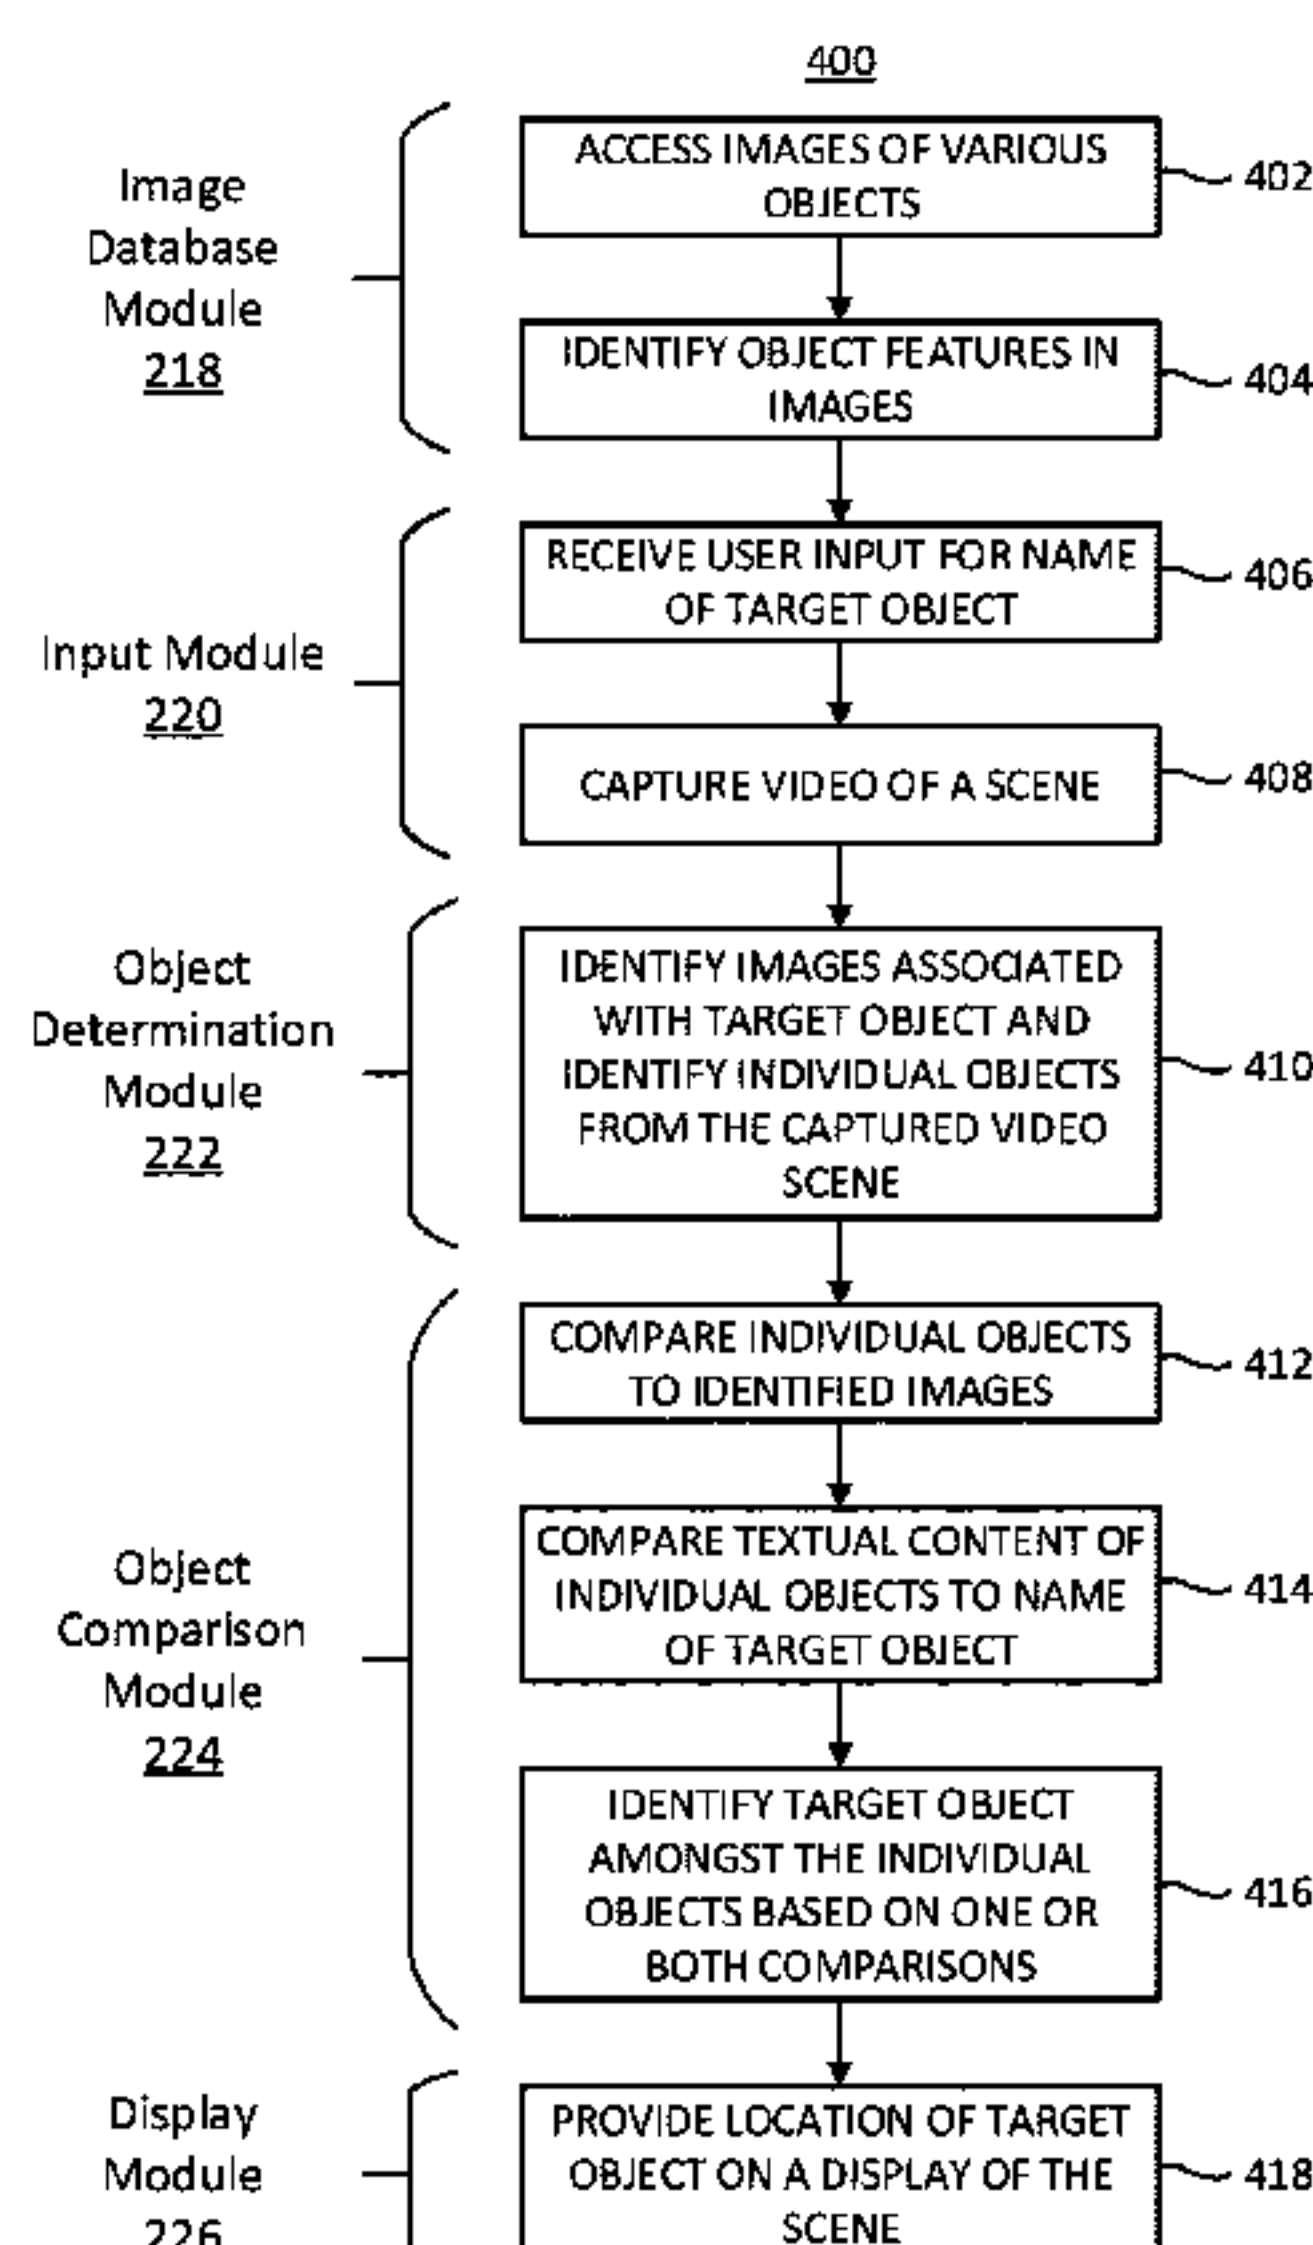 400
Image
Database
Module
218
ACCESS IMAGES OF VARIOUS
OBJECTS
402
IDENTIFY OBJECT FEATURES IN
IMAGES
404
Input Module
220
RECEIVE USER INPUT FOR NAME
OF TARGET OBJECT
406
CAPTURE VIDEO OF A SCENE
408
Object
Determination
Module
222
IDENTIFY IMAGES ASSOCIATED
WITH TARGET OBJECT AND
IDENTIFY INDIVIDUAL OBJECTS
FROM THE CAPTURED VIDEO
SCENE
410
Object
Comparison
Module
224
COMPARE INDIVIDUAL OBJECTS
TO IDENTIFIED IMAGES
412
COMPARE TEXTUAL CONTENT OF
INDIVIDUAL OBJECTS TO NAME
OF TARGET OBJECT
414
IDENTIFY TARGET OBJECT
AMONGST THE INDIVIDUAL
OBJECTS BASED ON ONE OR
BOTH COMPARISONS
416
Display
Module
226
PROVIDE LOCATION OF TARGET
OBJECT ON A DISPLAY OF THE
SCENE
418